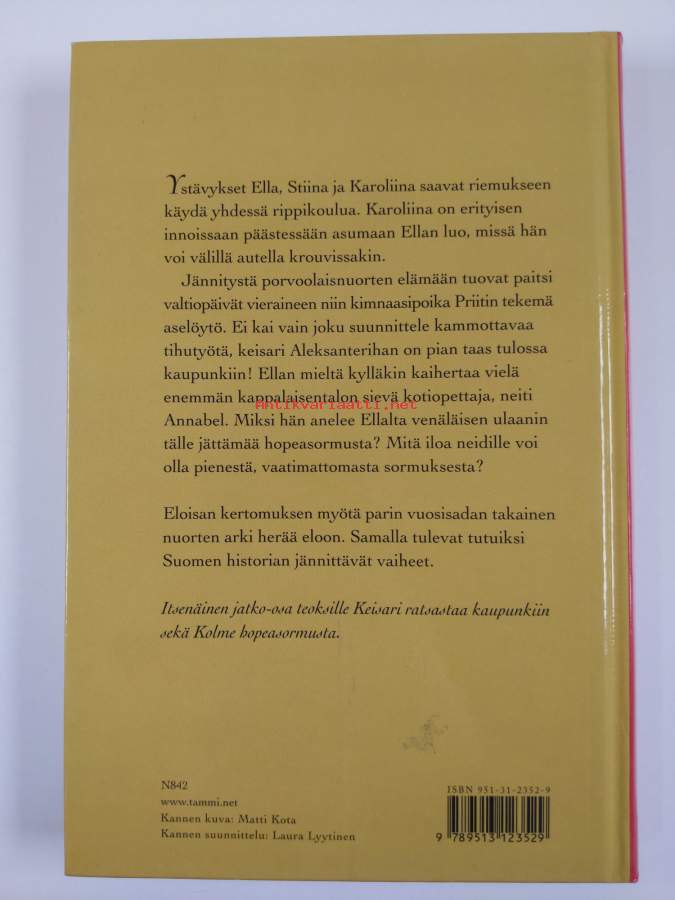 Ystävykset Ella, Stiina ja Karoliina saavat riemukseen
käydä yhdessä rippikoulua. Karoliina on erityisen
innoissaan päästessään asumaan Ellan luo, missä hän
voi välillä autella krouvissakin.
Jännitystä porvoolaisnuorten elämään tuovat paitsi
valtiopäivät vieraineen niin kimnaasipoika Priitin tekemä
aselöytö. Ei kai vain joku suunnittele kammottavaa
tihutyötä, keisari Aleksanterihan on pian taas tulossa
kaupunkiin! Ellan mieltä kylläkin kaihertaa vielä
enemmän kappalaisentalon sievä kotiopettaja, neiti
Antikvariaatti.net
Annabel. Miksi hän anelee Ellalta venäläisen ulaanin
tälle jättämää hopeasormusta? Mitä iloa neidille voi
olla pienestä, vaatimattomasta sormuksesta?
Eloisan kertomuksen myötä parin vuosisadan takainen
nuorten arki herää eloon. Samalla tulevat tutuiksi
Suomen historian jännittävät vaiheet.
Itsenäinen jatko-osa teoksille Keisari ratsastaa kaupunkiin
sekä Kolme hopeasormusta.
N842
www.tammi.net
Kannen kuva: Matti Kota
Kannen suunnittelu: Laura Lyytinen
ISBN 951-31-2352-9
9 789513 123529